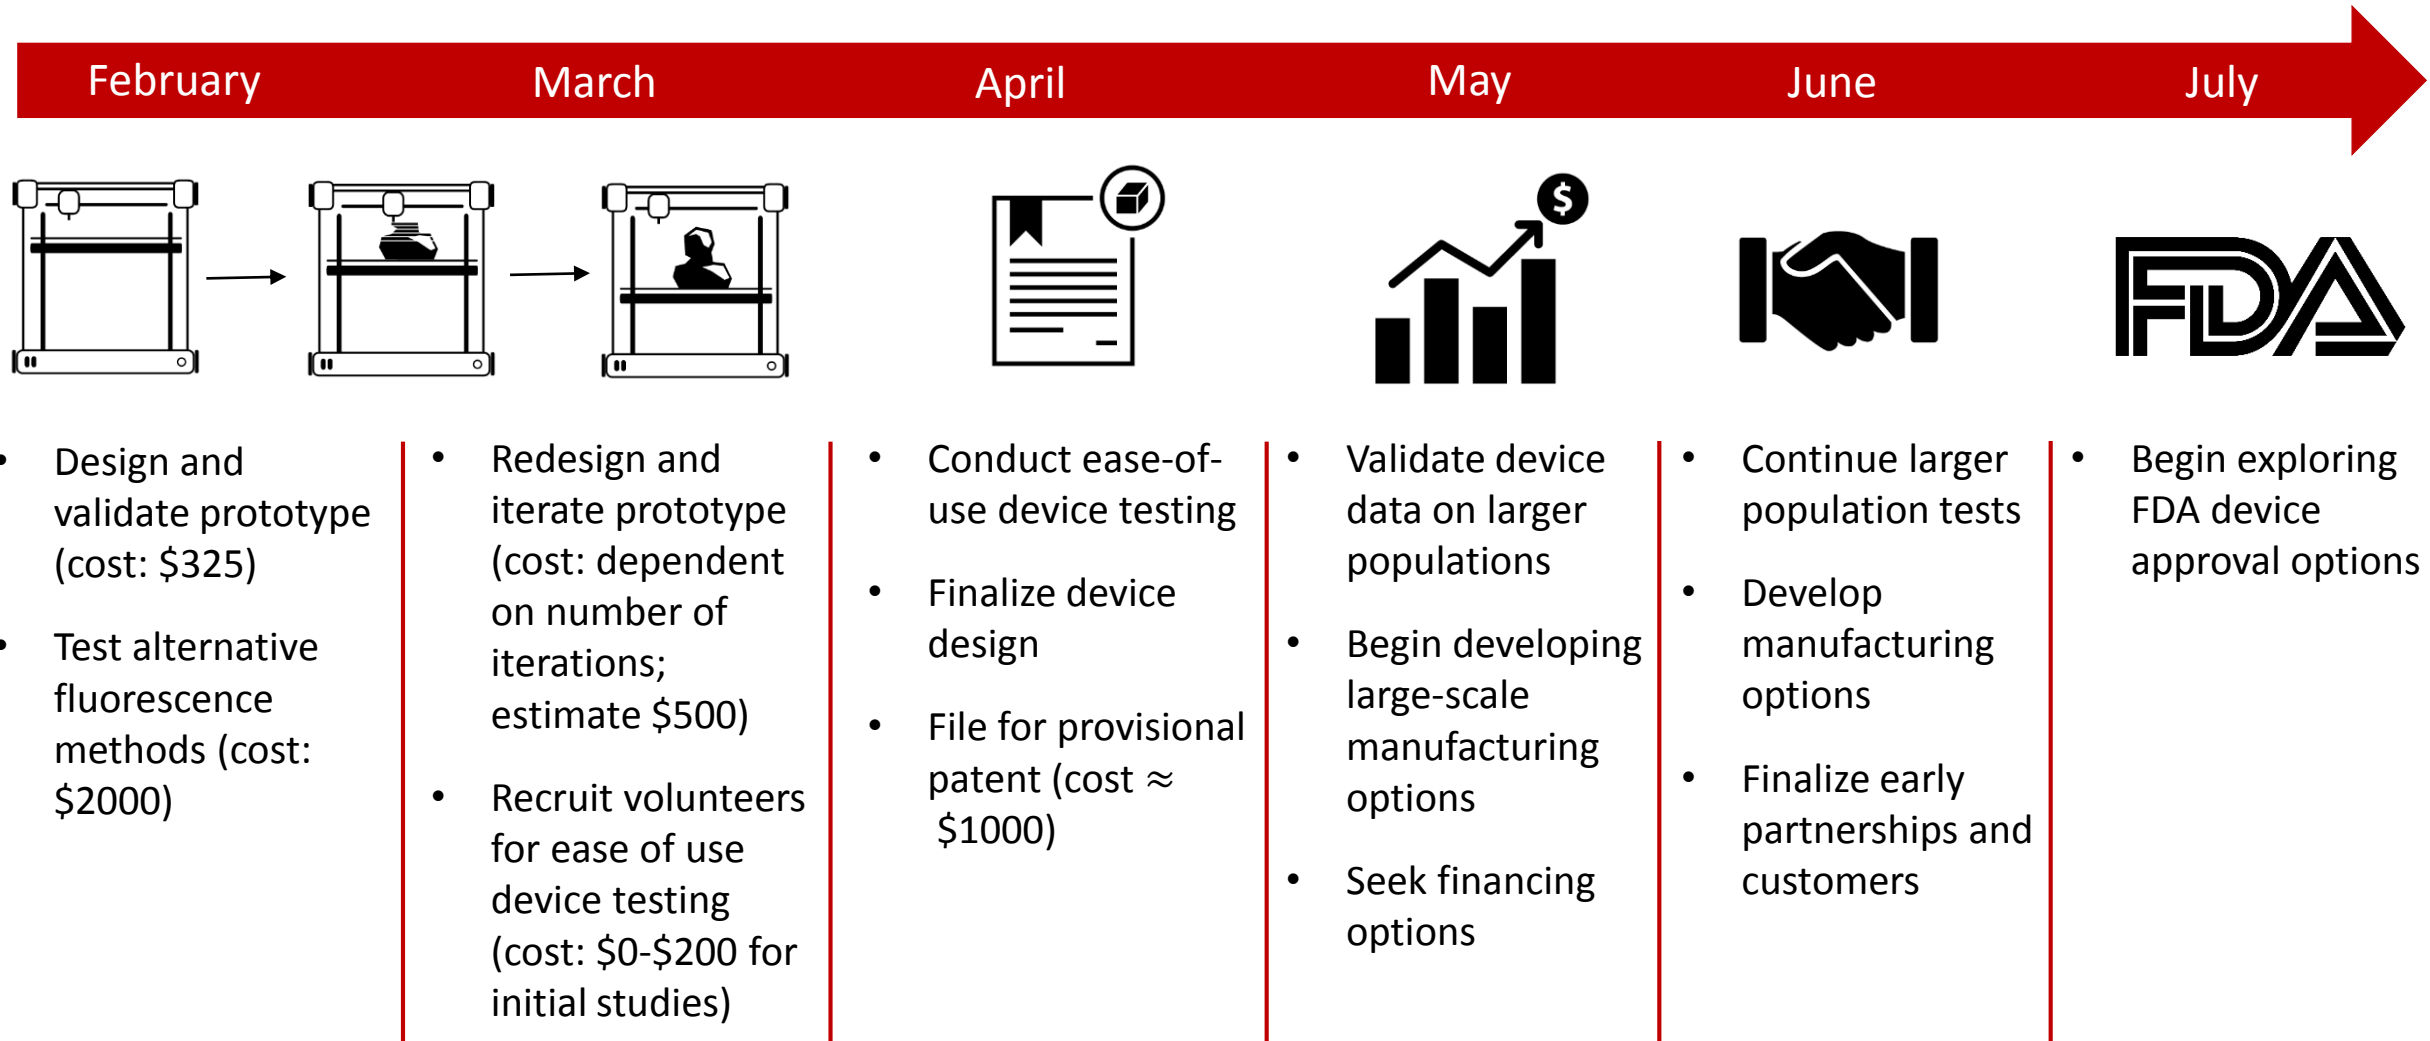 February
March
April
May
June
July
$
FDA
• Design and
validate prototype
(cost: $325)
• Test alternative
fluorescence
methods (cost:
$2000)
• Redesign and
iterate prototype
(cost: dependent
on number of
iterations;
estimate $500)
• Recruit volunteers
for ease of use
device testing
(cost: $0-$200 for
initial studies)
• Conduct ease-of-
use device testing
• Finalize device
design
• File for provisional
patent (cost ≈
$1000)
• Validate device
data on larger
populations
• Begin developing
large-scale
manufacturing
options
• Seek financing
options
• Continue larger
population tests
• Develop
manufacturing
options
• Finalize early
partnerships and
customers
• Begin exploring
FDA device
approval options